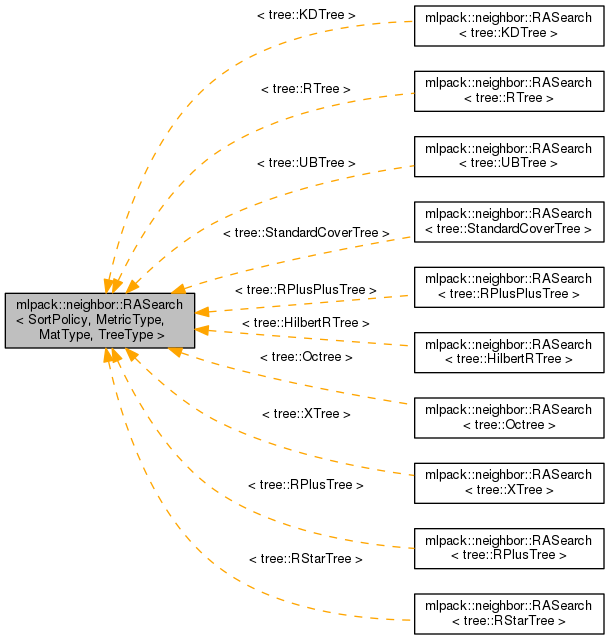 < tree::KDTree >
mlpack::neighbor::RASearch
< tree::KDTree >
< tree::RTree >
mlpack::neighbor::RASearch
< tree::RTree >
< tree::UBTree >
mlpack::neighbor::RASearch
< tree::UBTree >
< tree::StandardCoverTree >
mlpack::neighbor::RASearch
< tree::StandardCoverTree >
mlpack::neighbor::RASearch
< SortPolicy, MetricType,
MatType, TreeType >
< tree::RPlusPlusTree >
mlpack::neighbor::RASearch
< tree::RPlusPlusTree >
< tree::HilbertRTree >
mlpack::neighbor::RASearch
< tree::HilbertRTree >
< tree::Octree >
mlpack::neighbor::RASearch
< tree::Octree >
< tree::XTree >
mlpack::neighbor::RASearch
< tree::XTree >
< tree::RPlusTree >
mlpack::neighbor::RASearch
< tree::RPlusTree >
< tree::RStarTree >
mlpack::neighbor::RASearch
< tree::RStarTree >